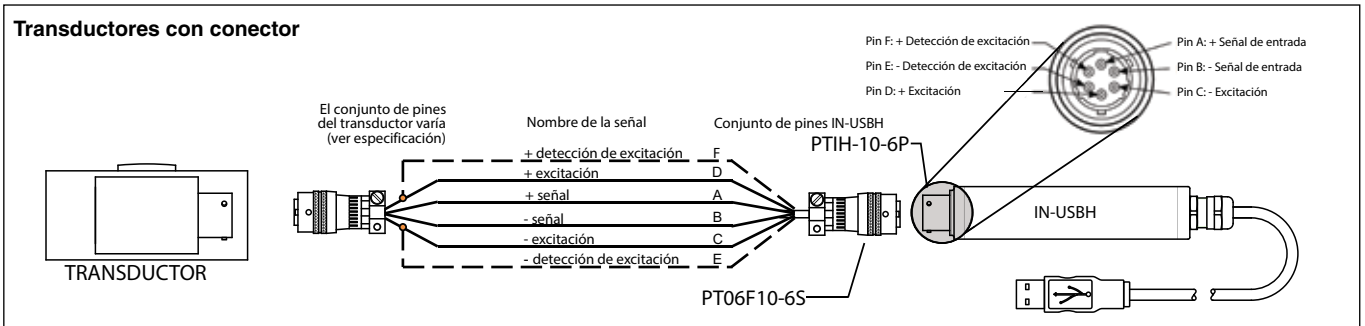 Transductores con conector
Pin F: + Detección de excitación
Pin E: - Detección de excitación
Pin D: + Excitación
Pin A: + Señal de entrada
Pin B: - Señal de entrada
Pin C: - Excitación
El conjunto de pines
del transductor varía
(ver especificación)
Nombre de la señal
Conjunto de pines IN-USBH
PTIH-10-6P
+ detección de excitación F
+ excitación D
+ señal A
- señal B
- excitación C
- detección de excitación E
TRANSDUCTOR
IN-USBH
PT06F10-6S